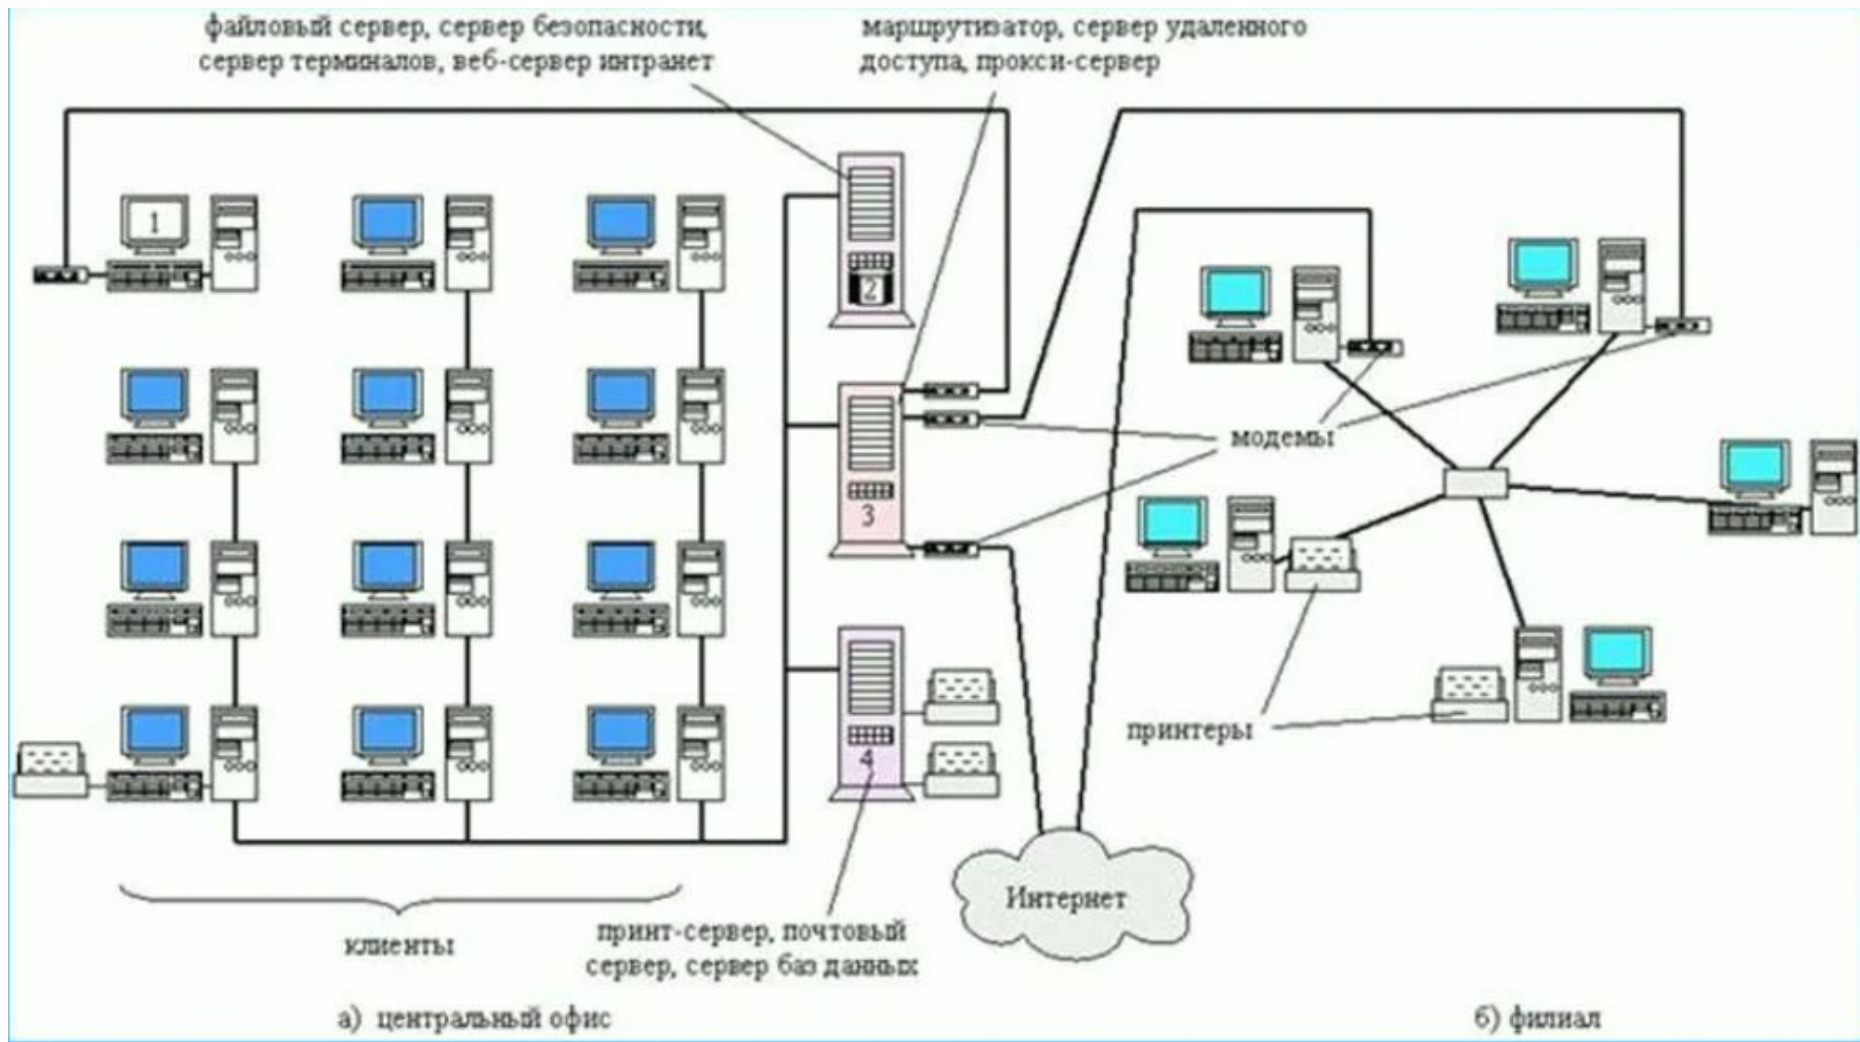 файловый сервер, сервер безопасности,
сервер терминалов, веб-сервер интранет
маршрутизатор, сервер удаленного
доступа, прокси-сервер
1
2
3
модемы
4
принтеры
Интернет
клиенты
принт-сервер, почтовый
сервер, сервер баз данных
а) центральный офис
б) филиал